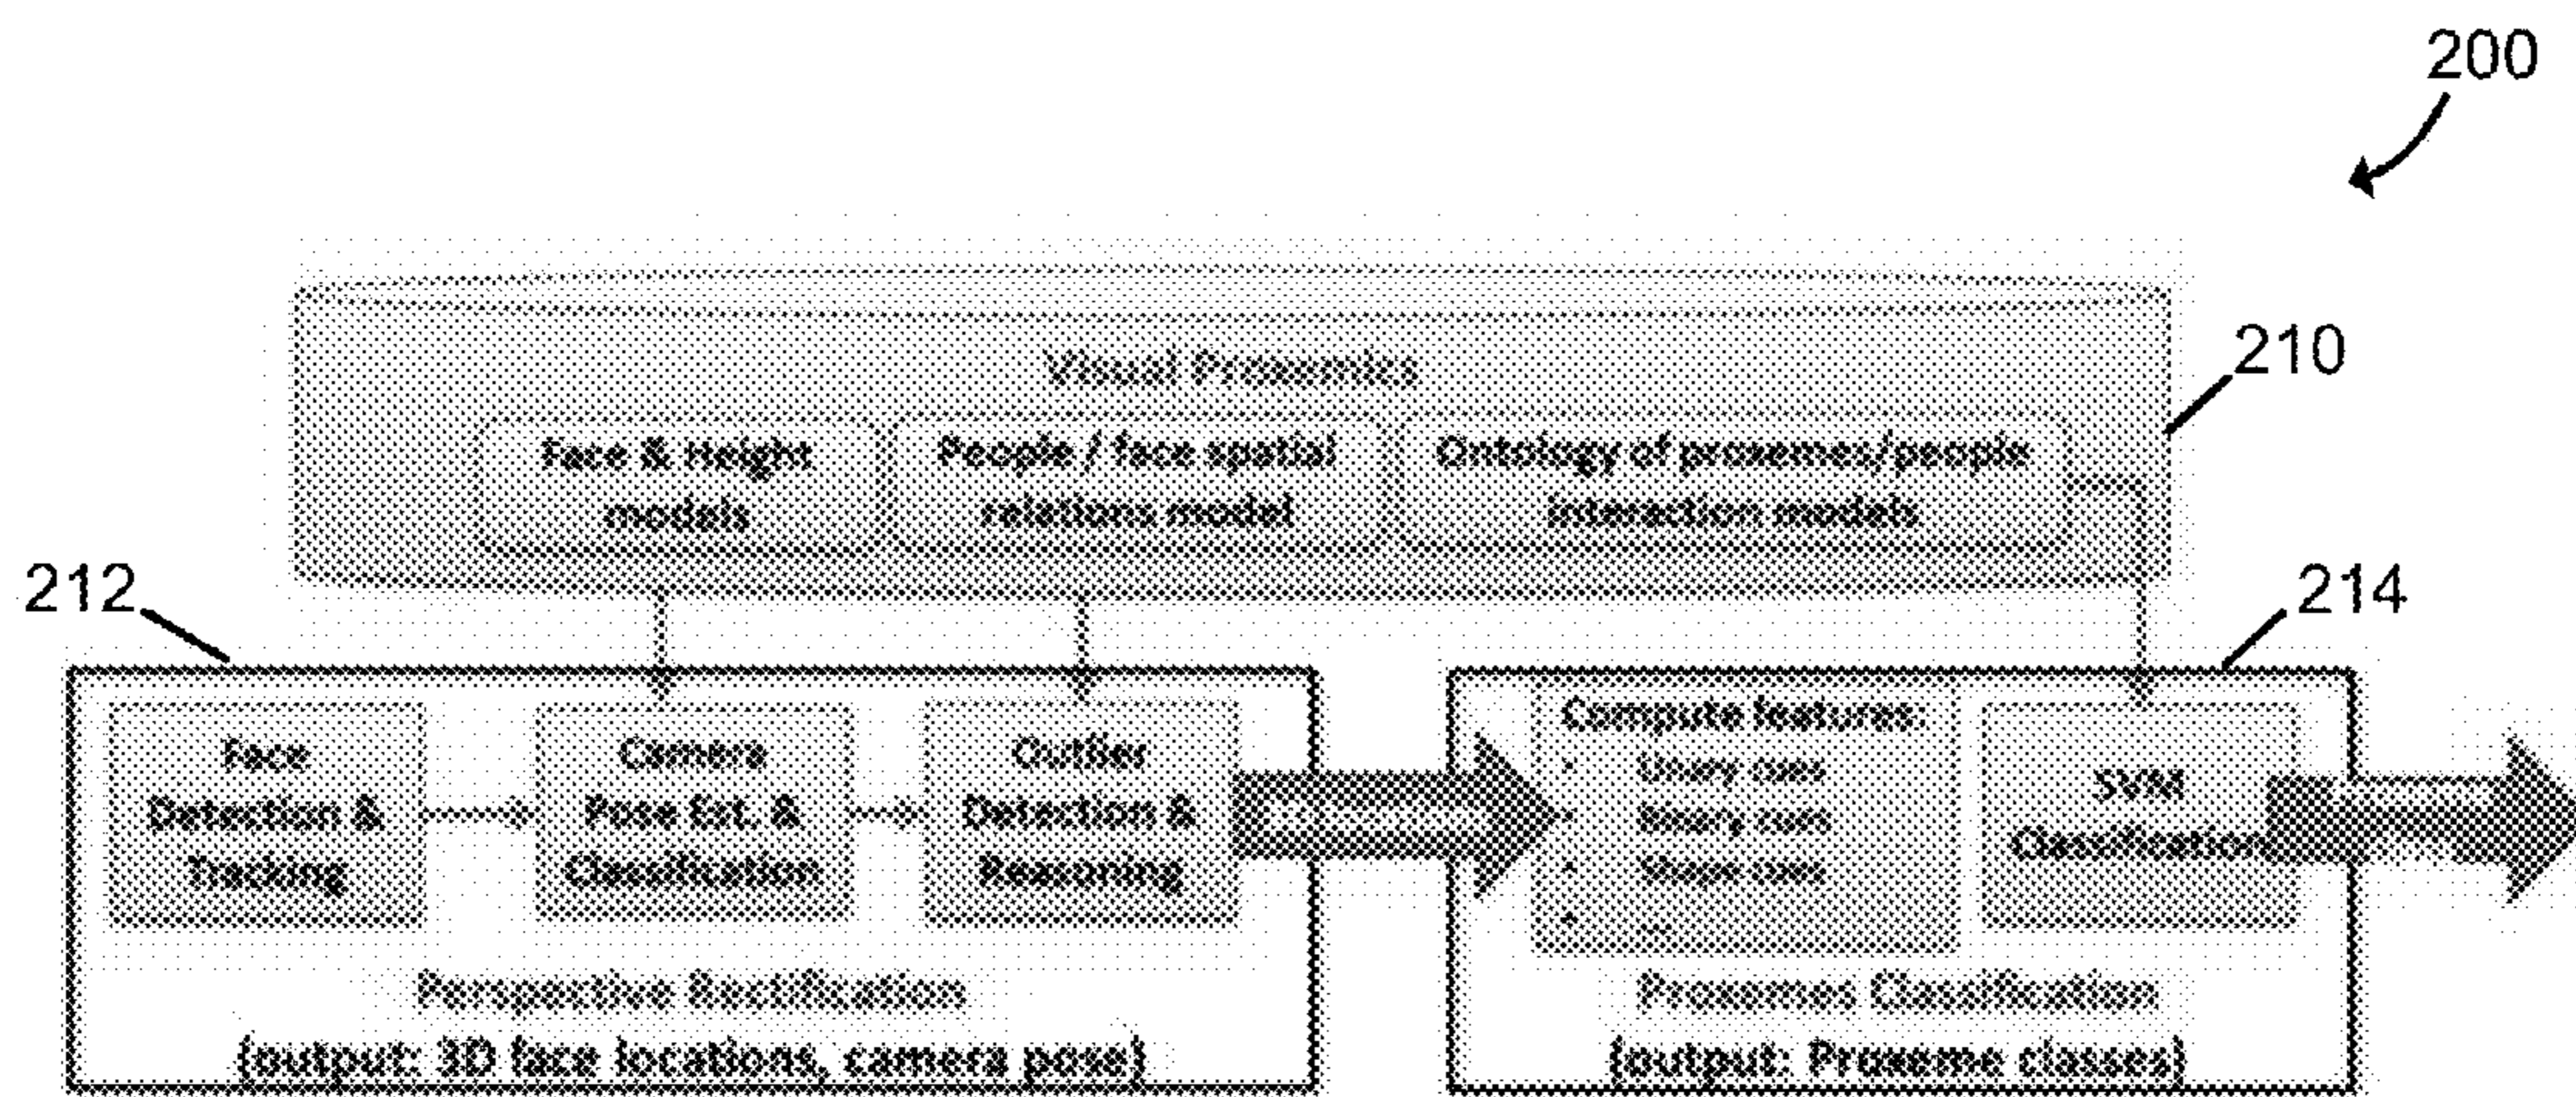 200
Visual Proxemics
210
Face & Height
models
People / face spatial
relations model
Ontology of proxemes/people
interaction models
212
214
Face
Detection &
Tracking
Camera
Pose Est. &
Classification
Outlier
Detection &
Reasoning
Compute features:
• Unary cues
• Binary cues
• Shape cues
• ...
SVM
Classification
Perspective Rectification
(output: 3D face locations, camera pose)
Proxemes Classification
(output: Proxeme classes)